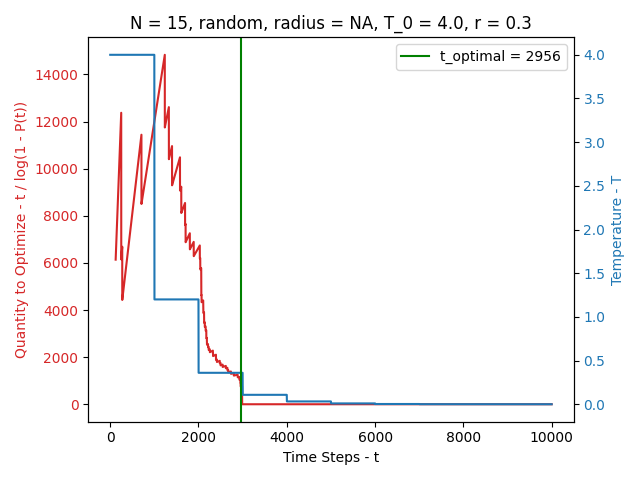 N = 15, random, radius = NA, T_0 = 4.0, r = 0.3
t_optimal = 2956
Quantity to Optimize - t / log(1 - P(t))
14000
12000
10000
8000
6000
4000
2000
0
4.0
3.5
3.0
2.5
2.0
1.5
1.0
0.5
0.0
Temperature - T
0 2000 4000 6000 8000 10000
Time Steps - t